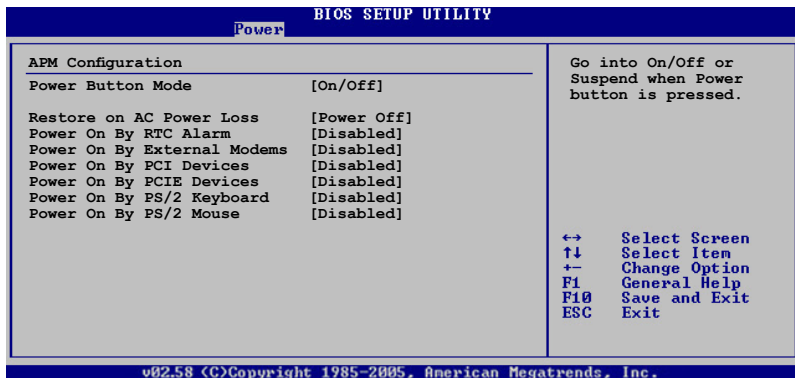 BIOS SETUP UTILITY
Power
APM Configuration
Power Button Mode [On/Off]
Restore on AC Power Loss [Power Off]
Power On By RTC Alarm [Disabled]
Power On By External Modems [Disabled]
Power On By PCI Devices [Disabled]
Power On By PCIE Devices [Disabled]
Power On By PS/2 Keyboard [Disabled]
Power On By PS/2 Mouse [Disabled]
Go into On/Off or
Suspend when Power
button is pressed.
←→ Select Screen
↑↓ Select Item
+- Change Option
F1 General Help
F10 Save and Exit
ESC Exit
v02.58 (C)Copyright 1985-2005, American Megatrends, Inc.